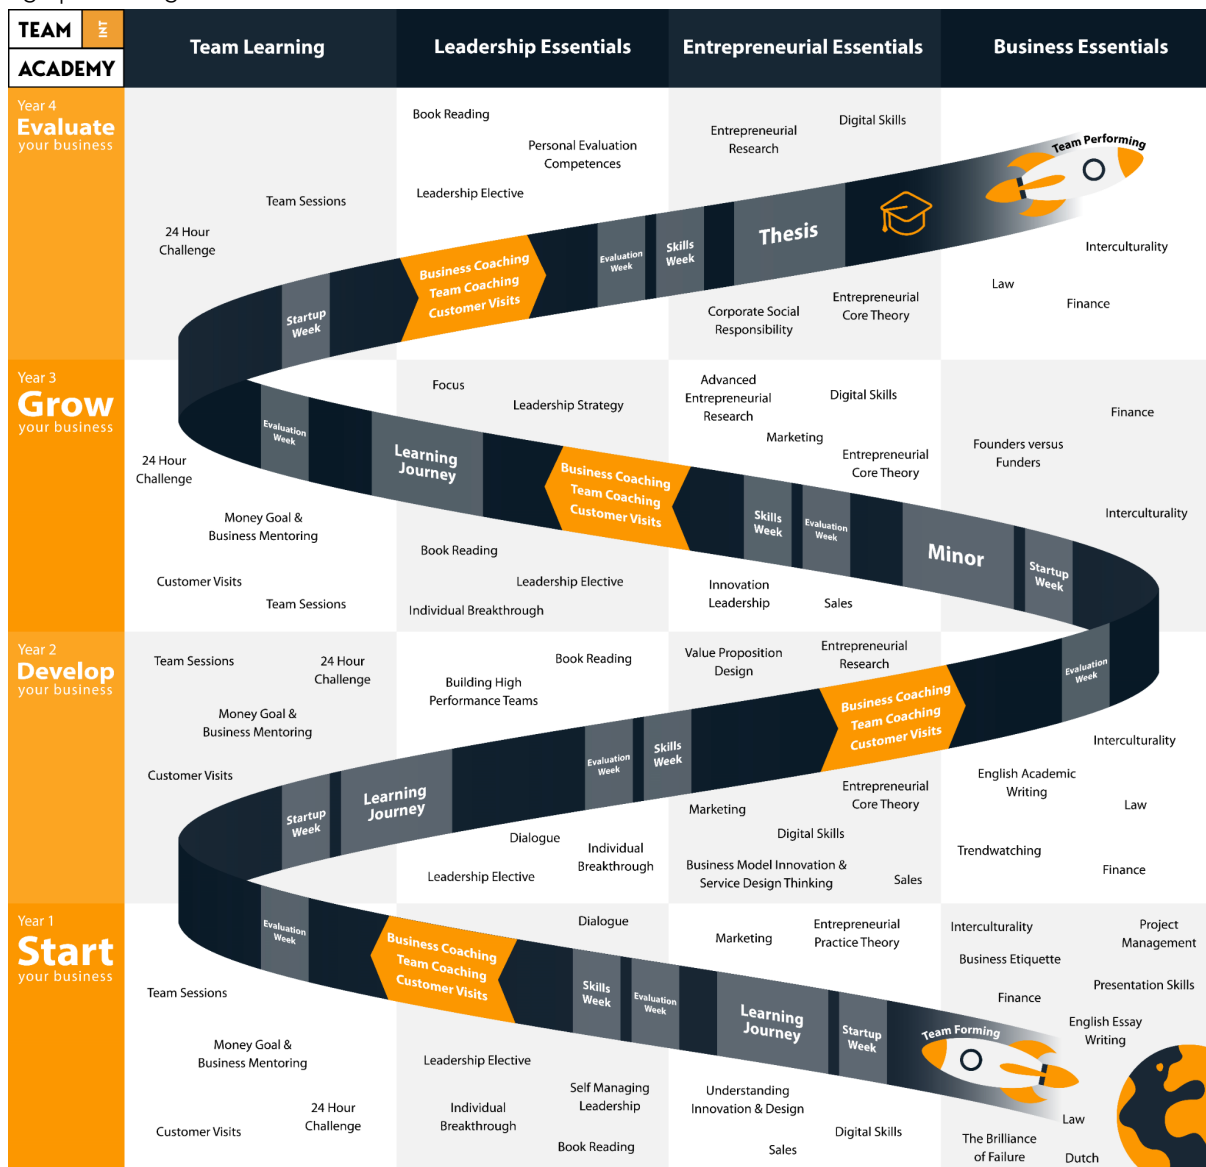 TEAM INT
ACADEMY
Team Learning
Leadership Essentials
Entrepreneurial Essentials
Business Essentials
Year 4
Evaluate
your business
24 Hour
Challenge
Team Sessions
Book Reading
Personal Evaluation
Competences
Leadership Elective
Entrepreneurial
Research
Digital Skills
Corporate Social
Responsibility
Entrepreneurial
Core Theory
Interculturality
Law
Finance
Startup
Week
Business Coaching
Team Coaching
Customer Visits
Evaluation
Week
Skills
Week
Thesis
Team Performing
Year 3
Grow
your business
24 Hour
Challenge
Money Goal &
Business Mentoring
Customer Visits
Team Sessions
Focus
Leadership Strategy
Book Reading
Leadership Elective
Individual Breakthrough
Advanced
Entrepreneurial
Research
Digital Skills
Marketing
Entrepreneurial
Core Theory
Innovation
Leadership
Sales
Finance
Founders versus
Funders
Interculturality
Evaluation
Week
Learning
Journey
Business Coaching
Team Coaching
Customer Visits
Skills
Week
Evaluation
Week
Minor
Startup
Week
Year 2
Develop
your business
Team Sessions
24 Hour
Challenge
Money Goal &
Business Mentoring
Customer Visits
Book Reading
Building High
Performance Teams
Dialogue
Individual
Breakthrough
Leadership Elective
Value Proposition
Design
Entrepreneurial
Research
Entrepreneurial
Core Theory
Marketing
Digital Skills
Business Model Innovation &
Service Design Thinking
Sales
Interculturality
English Academic
Writing
Law
Trendwatching
Finance
Startup
Week
Learning
Journey
Evaluation
Week
Skills
Week
Business Coaching
Team Coaching
Customer Visits
Evaluation
Week
Year 1
Start
your business
Team Sessions
Money Goal &
Business Mentoring
24 Hour
Challenge
Customer Visits
Dialogue
Leadership Elective
Self Managing
Leadership
Individual
Breakthrough
Book Reading
Marketing
Entrepreneurial
Practice Theory
Understanding
Innovation & Design
Digital Skills
Sales
Interculturality
Project
Management
Business Etiquette
Presentation Skills
Finance
English Essay
Writing
Law
The Brilliance
of Failure
Dutch
Evaluation
Week
Business Coaching
Team Coaching
Customer Visits
Skills
Week
Evaluation
Week
Learning
Journey
Startup
Week
Team Forming